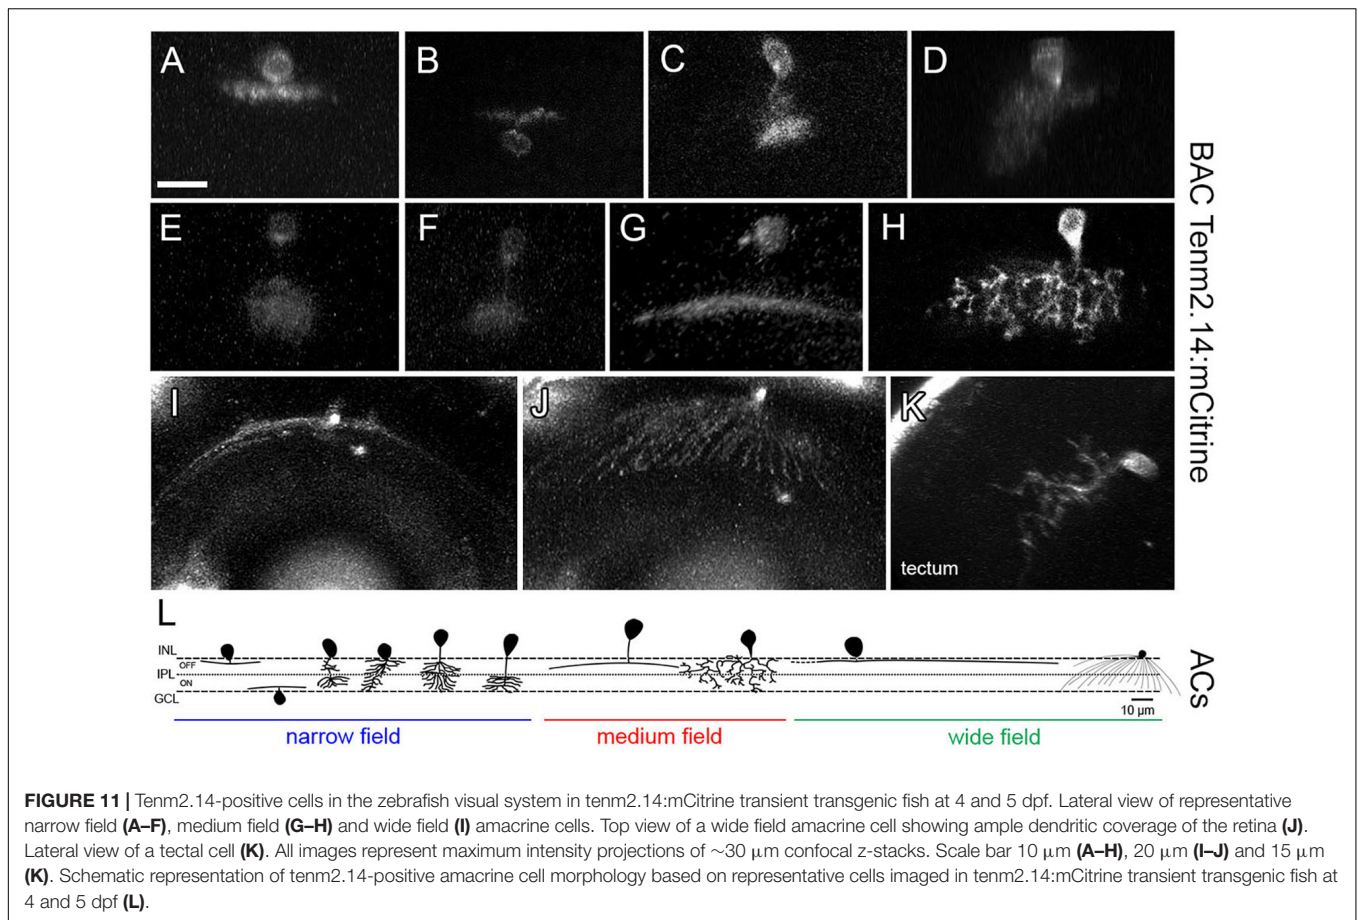 A
B
C
D
E
F
G
H
BAC Tenm2.14:mCitrine
I
J
K
tectum
L
INL
OFF
IPL
ON
GCL
ACs
10 μm
narrow field
medium field
wide field
FIGURE 11 | Tenm2.14-positive cells in the zebrafish visual system in tenm2.14:mCitrine transient transgenic fish at 4 and 5 dpf. Lateral view of representative
narrow field (A–F), medium field (G–H) and wide field (I) amacrine cells. Top view of a wide field amacrine cell showing ample dendritic coverage of the retina (J).
Lateral view of a tectal cell (K). All images represent maximum intensity projections of ~30 μm confocal z-stacks. Scale bar 10 μm (A–H), 20 μm (I–J) and 15 μm
(K). Schematic representation of tenm2.14-positive amacrine cell morphology based on representative cells imaged in tenm2.14:mCitrine transient transgenic fish at
4 and 5 dpf (L).